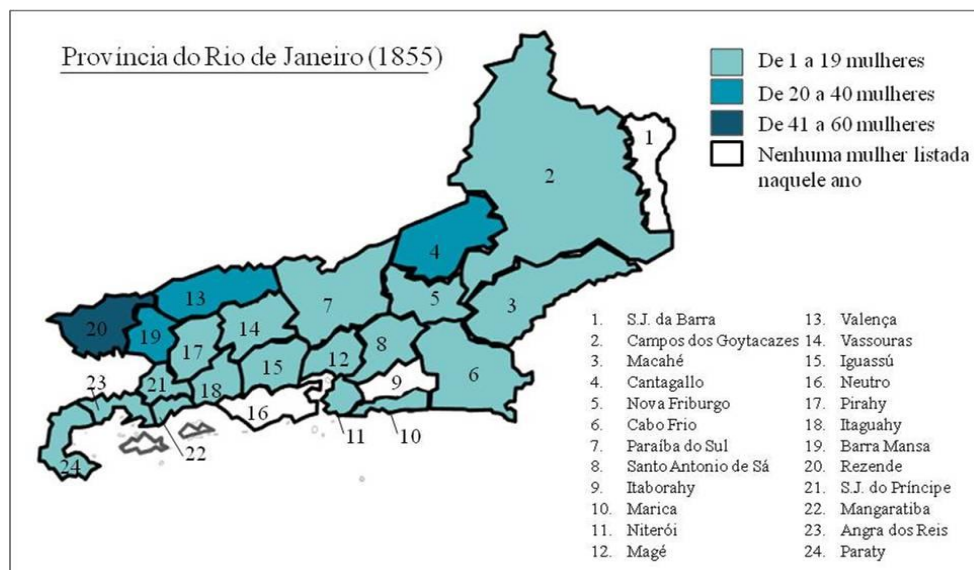 Província do Rio de Janeiro (1855)
De 1 a 19 mulheres
De 20 a 40 mulheres
De 41 a 60 mulheres
Nenhuma mulher listada
naquele ano
1
2
3
4
5
6
7
8
9
10
11
12
13
14
15
16
17
18
19
20
21
22
23
24
1. S.J. da Barra
2. Campos dos Goytacazes
3. Macahé
4. Cantagallo
5. Nova Friburgo
6. Cabo Frio
7. Paraíba do Sul
8. Santo Antonio de Sá
9. Itaborahy
10. Marica
11. Niterói
12. Magé
13. Valença
14. Vassouras
15. Iguassú
16. Neutro
17. Pirahy
18. Itaguahy
19. Barra Mansa
20. Rezende
21. S.J. do Príncipe
22. Mangaratiba
23. Angra dos Reis
24. Paraty